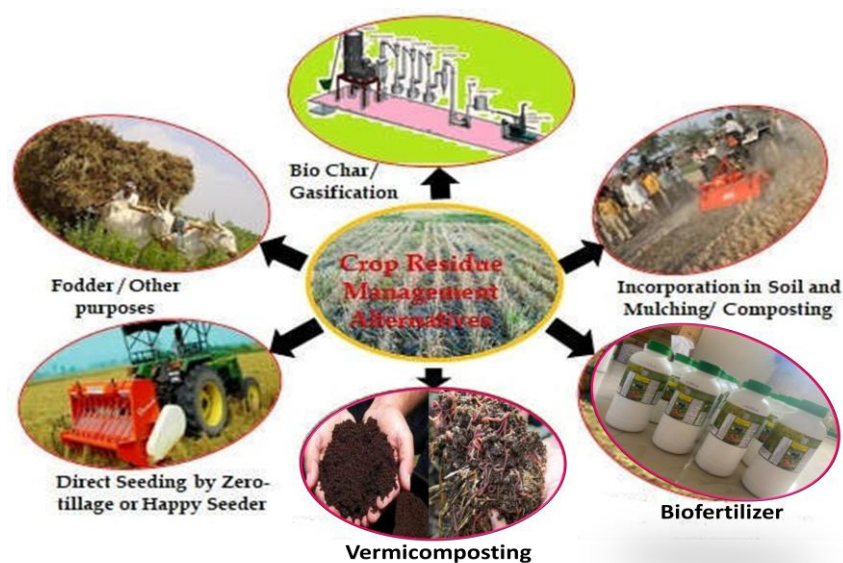 Bio Char/
Gasification
Fodder / Other
purposes
Crop Residue
Management
Alternatives
Incorporation in Soil and
Mulching/ Composting
Direct Seeding by Zero-
tillage or Happy Seeder
Vermicomposting
Biofertilizer